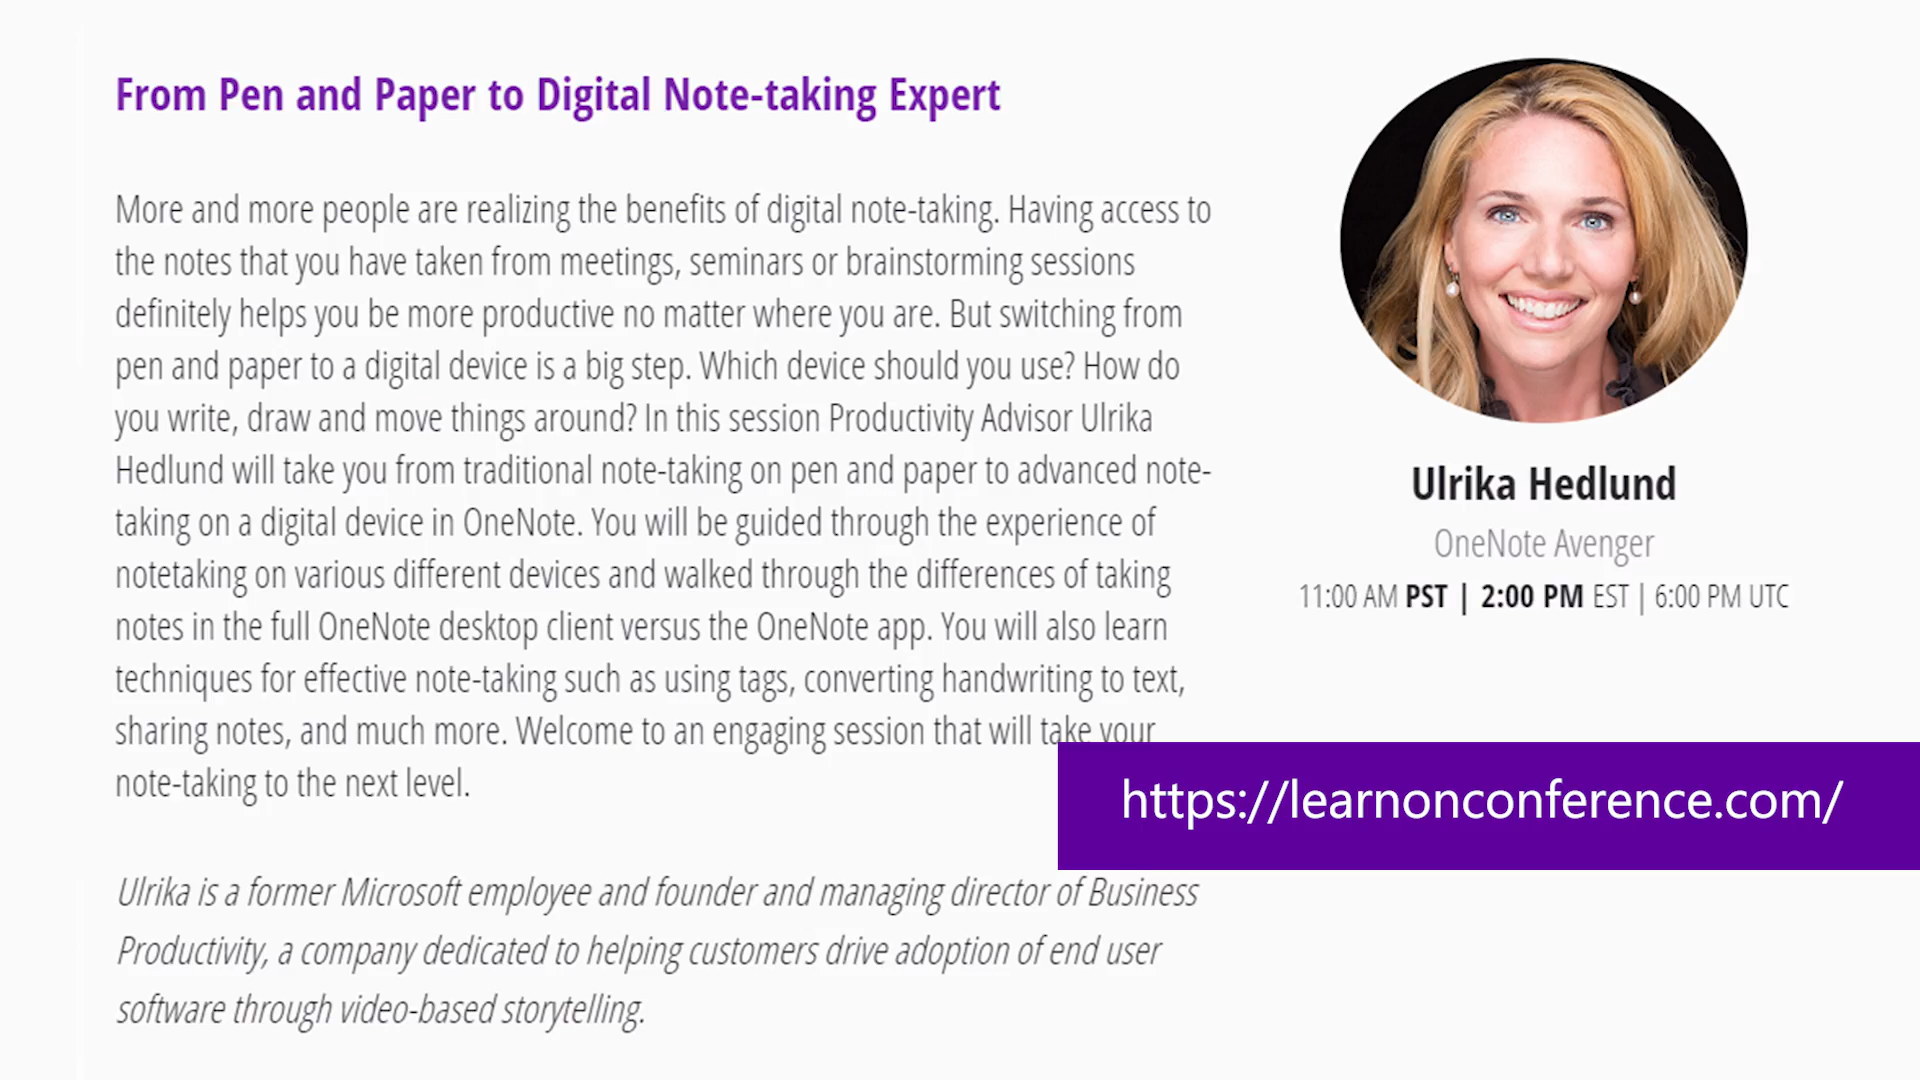 From Pen and Paper to Digital Note-taking Expert
More and more people are realizing the benefits of digital note-taking. Having access to
the notes that you have taken from meetings, seminars or brainstorming sessions
definitely helps you be more productive no matter where you are. But switching from
pen and paper to a digital device is a big step. Which device should you use? How do
you write, draw and move things around? In this session Productivity Advisor Ulrika
Hedlund will take you from traditional note-taking on pen and paper to advanced note-
taking on a digital device in OneNote. You will be guided through the experience of
notetaking on various different devices and walked through the differences of taking
notes in the full OneNote desktop client versus the OneNote app. You will also learn
techniques for effective note-taking such as using tags, converting handwriting to text,
sharing notes, and much more. Welcome to an engaging session that will take your
note-taking to the next level.
Ulrika is a former Microsoft employee and founder and managing director of Business
Productivity, a company dedicated to helping customers drive adoption of end user
software through video-based storytelling.
Ulrika Hedlund
OneNote Avenger
11:00 AM PST | 2:00 PM EST | 6:00 PM UTC
https://learnonconference.com/